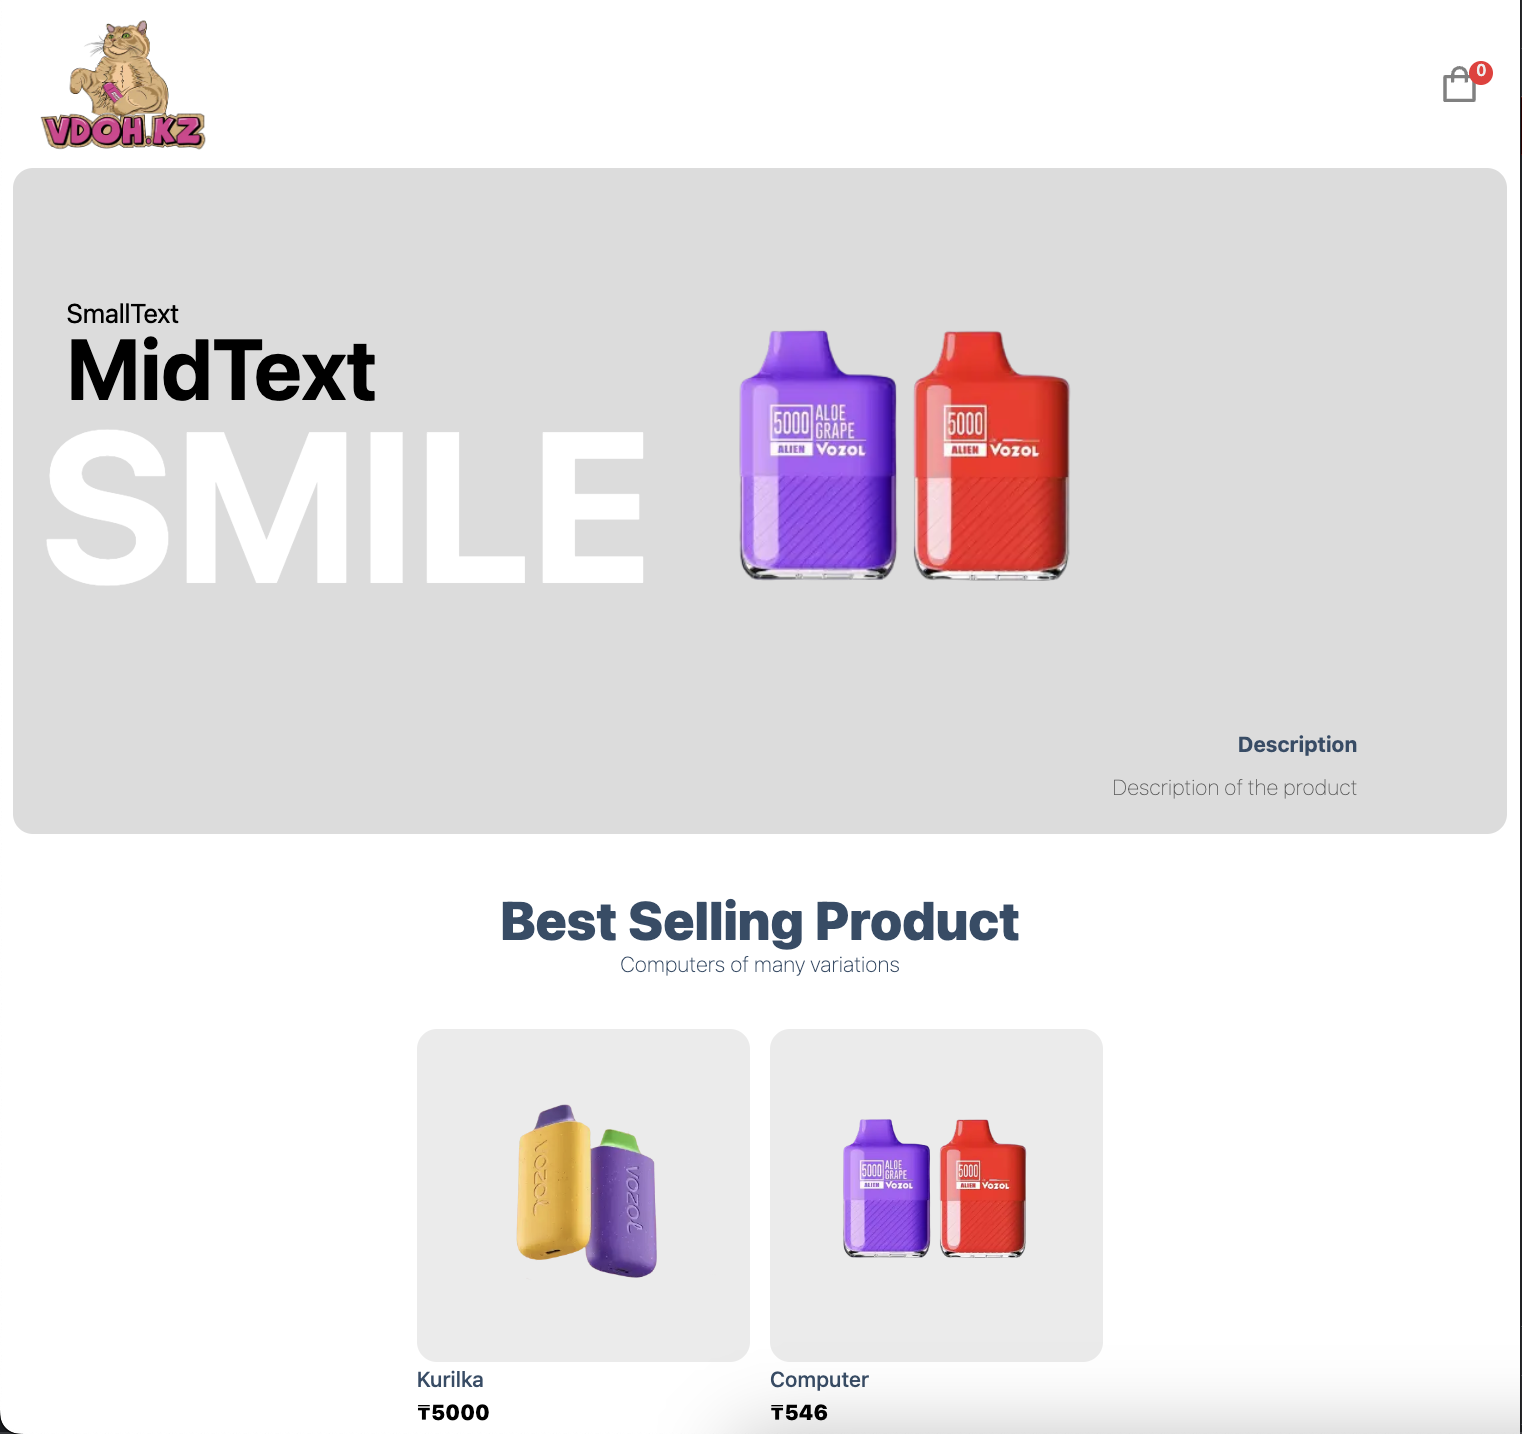 VDOH.KZ
0
SmallText
MidText
SMILE
5000 ALOE GRAPE
ALIEN VOZOL
5000
ALIEN VOZOL
Description
Description of the product
Best Selling Product
Computers of many variations
VOZOL
VOZOL
5000 ALOE GRAPE
ALIEN VOZOL
5000
ALIEN VOZOL
Kurilka
₸5000
Computer
₸546